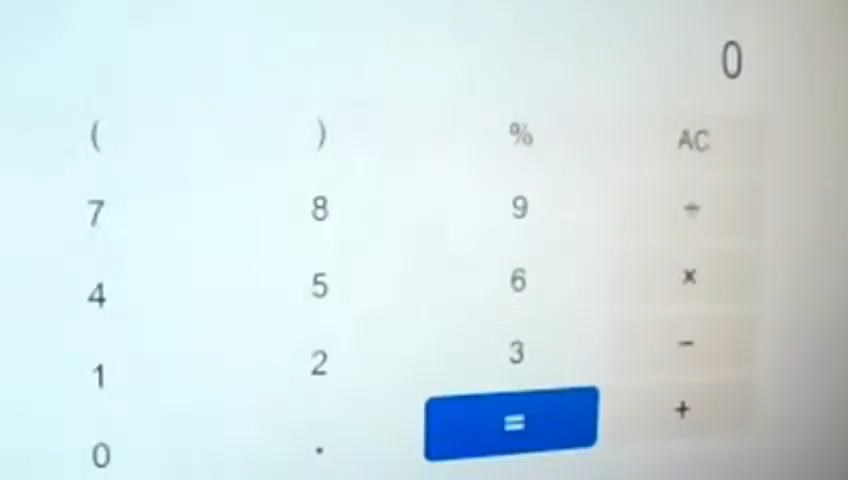 0
( ) % AC
7 8 9 ÷
4 5 6 ×
1 2 3 −
0 . = +